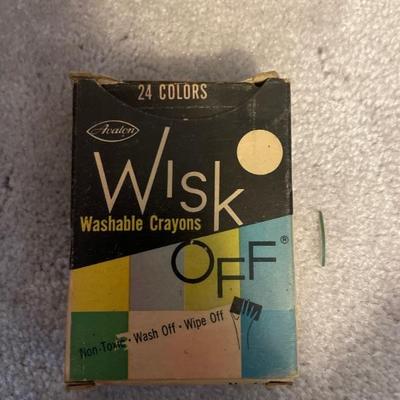 24 COLORS
Avalon
WISK
Washable Crayons
OFF®
Non-Toxic • Wash Off • Wipe Off